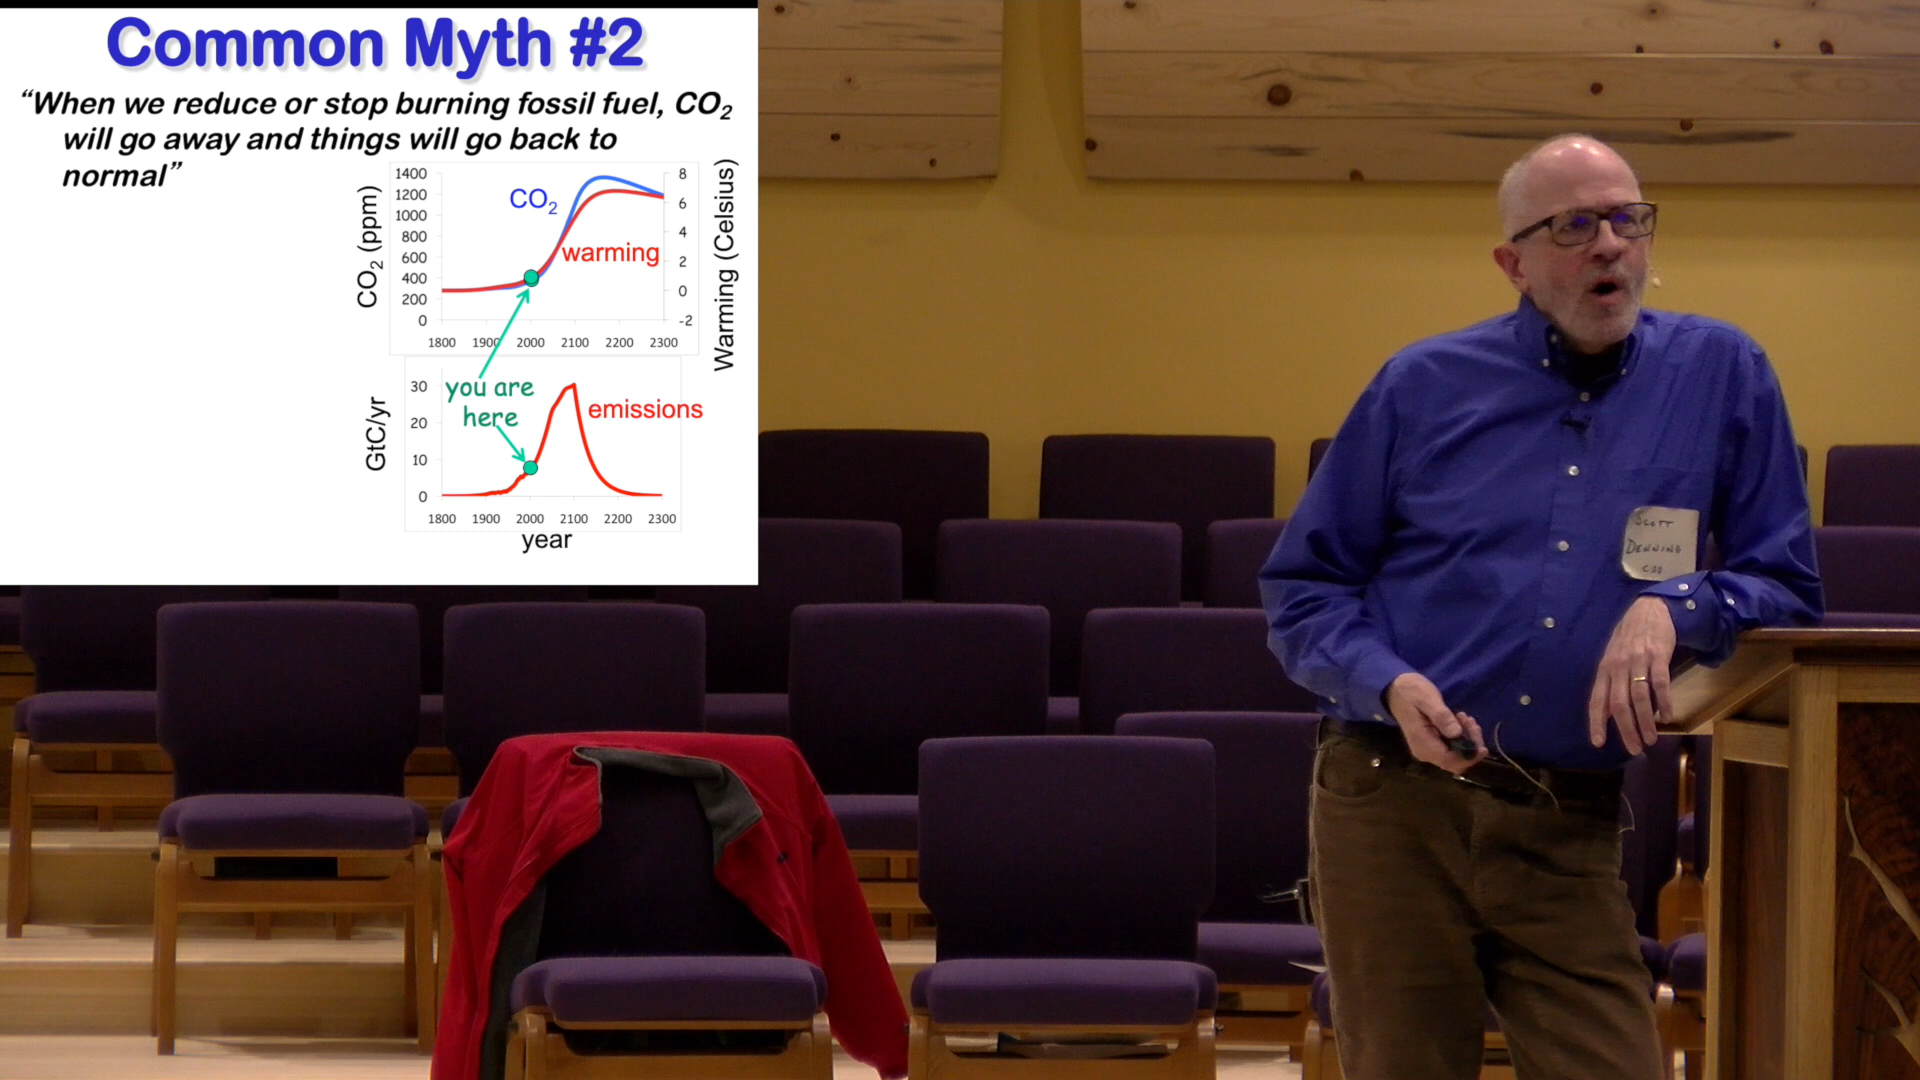 Common Myth #2
“When we reduce or stop burning fossil fuel, CO₂
will go away and things will go back to
normal”
CO₂ (ppm)
1400
1200
1000
800
600
400
200
0
CO₂
warming
8
6
4
2
0
-2
Warming (Celsius)
1800 1900 2000 2100 2200 2300
you are
here
GtC/yr
30
20
10
0
emissions
1800 1900 2000 2100 2200 2300
year
SCOTT
DENNING
CSU